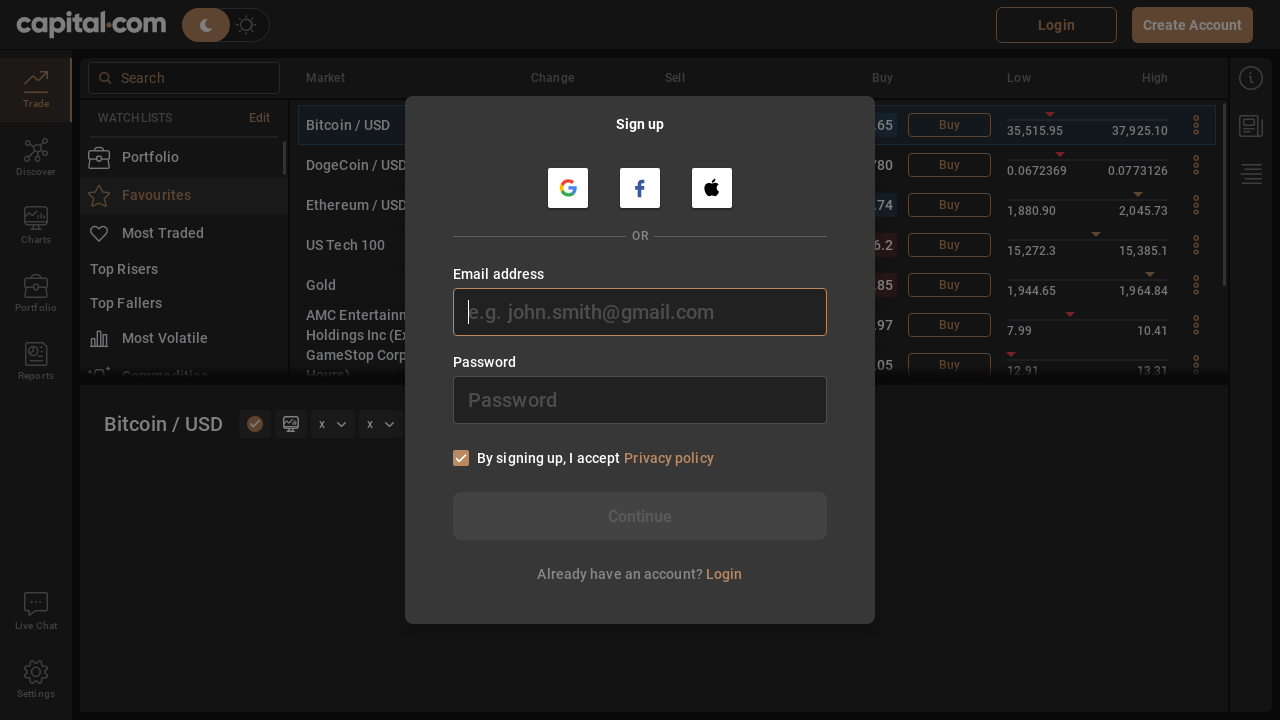 capital.com
Login
Create Account
Trade
Discover
Charts
Portfolio
Reports
Live Chat
Settings
Search
WATCHLISTS Edit
Portfolio
Favourites
Most Traded
Top Risers
Top Fallers
Most Volatile
Commodities
Market Change Sell Buy Low High
Bitcoin / USD .65 Buy 35,515.95 37,925.10
DogeCoin / USD 780 Buy 0.0672369 0.0773126
Ethereum / USD .74 Buy 1,880.90 2,045.73
US Tech 100 6.2 Buy 15,272.3 15,385.1
Gold .85 Buy 1,944.65 1,964.84
AMC Entertainm
Holdings Inc (Ex .97 Buy 7.99 10.41
GameStop Corp
Hours) .05 Buy 12.91 13.31
Bitcoin / USD x x
Sign up
OR
Email address
e.g. john.smith@gmail.com
Password
Password
By signing up, I accept Privacy policy
Continue
Already have an account? Login